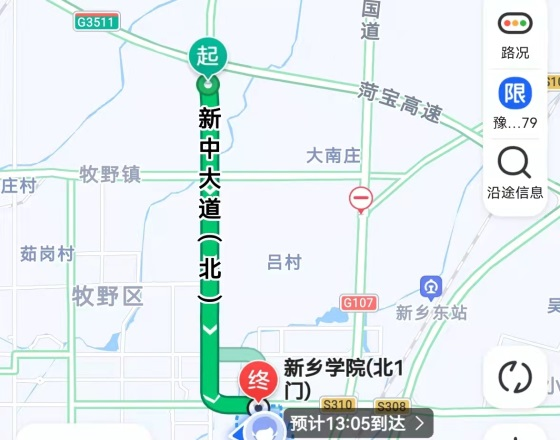 G3511
国道
起
路况
限
豫...79
G10
菏宝高速
新中大道(北)
大南庄
牧野镇
庄村
沿途信息
茹岗村
吕村
牧野区
G107
新乡东站
吴
终
新乡学院(北1
门)
小
S310
S308
预计13:05到达